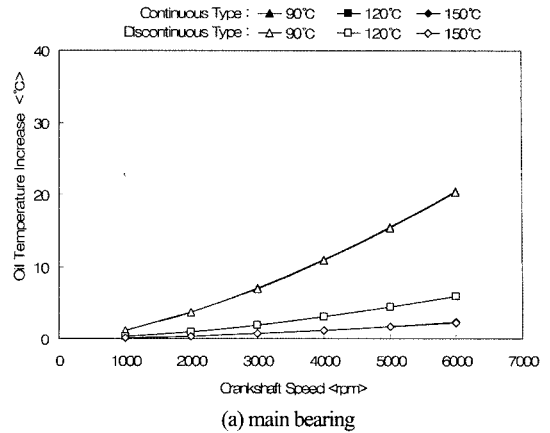 Continuous Type : 90℃ 120℃ 150℃
Discontinuous Type : 90℃ 120℃ 150℃
40
30
20
10
0
Oil Temperature Increase <℃>
0 1000 2000 3000 4000 5000 6000 7000
Crankshaft Speed <rpm>
(a) main bearing